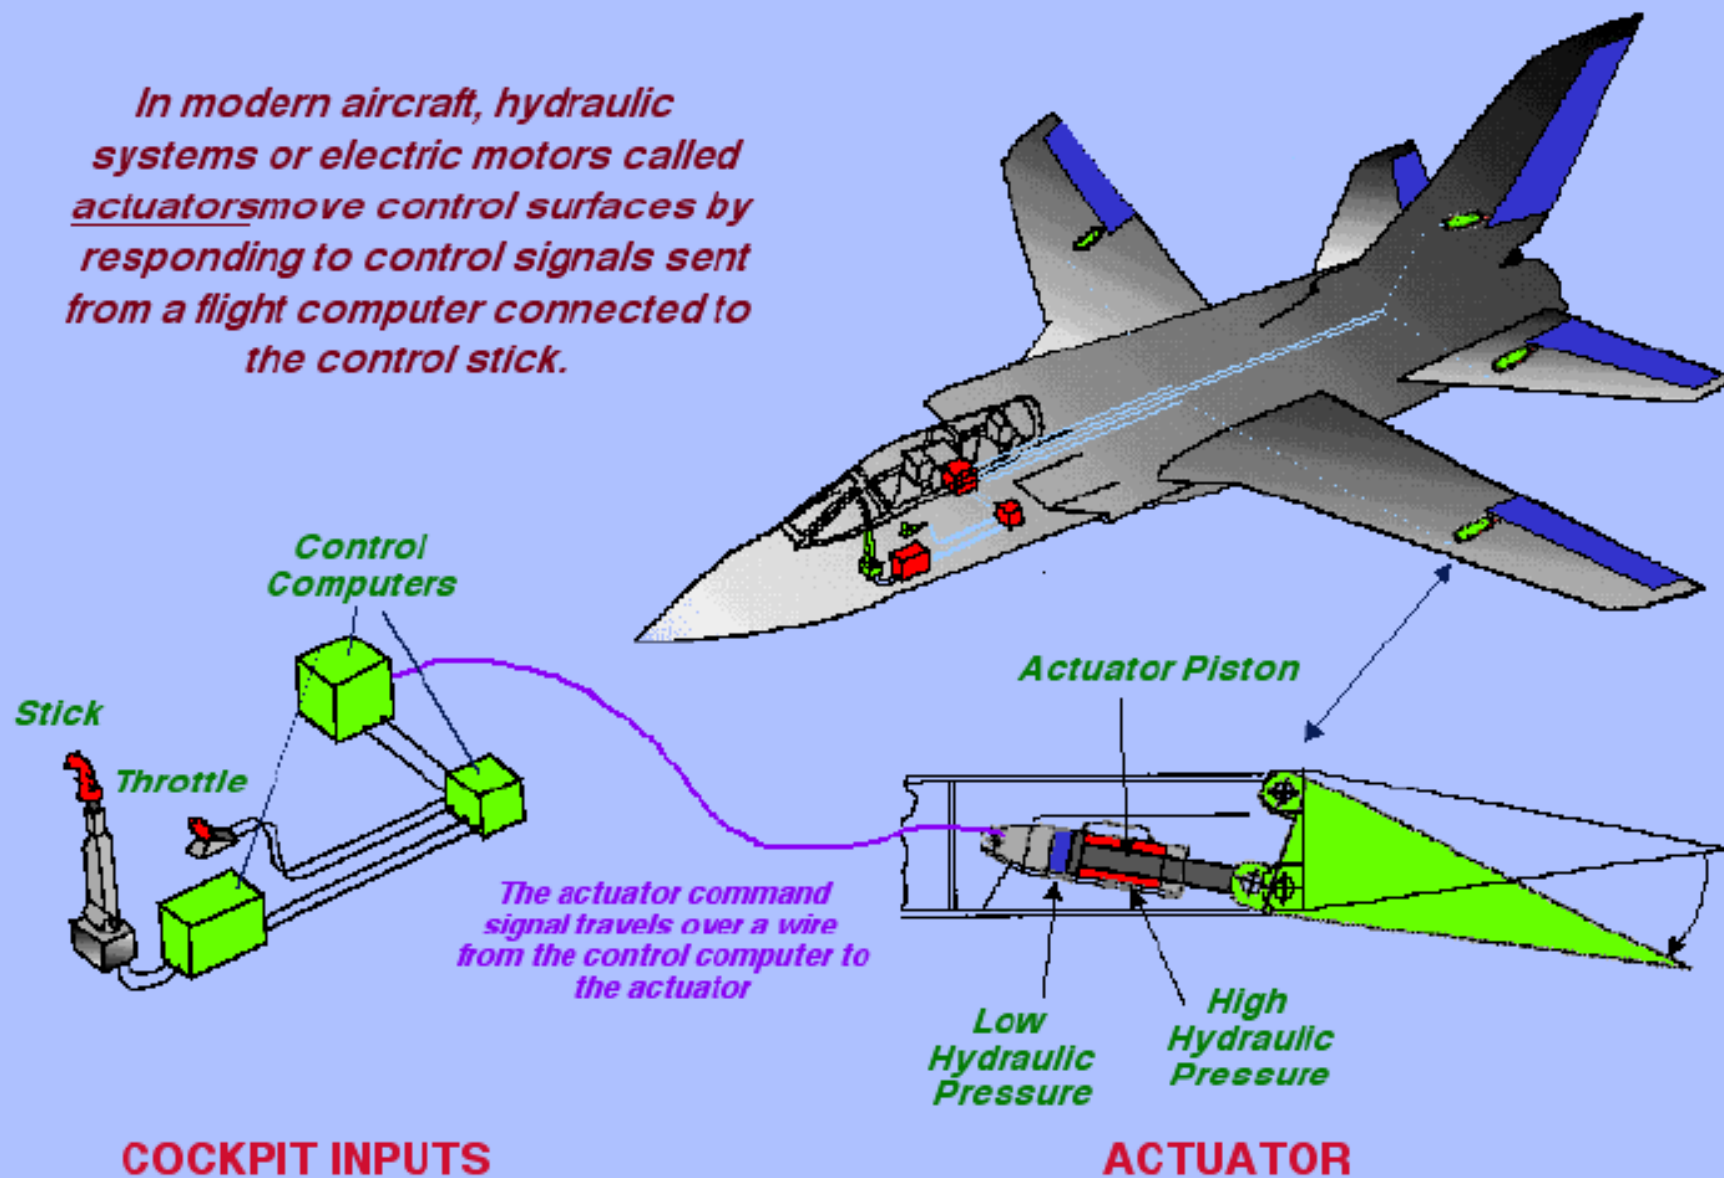 In modern aircraft, hydraulic
systems or electric motors called
actuatorsmove control surfaces by
responding to control signals sent
from a flight computer connected to
the control stick.
Control
Computers
Stick
Throttle
Actuator Piston
The actuator command
signal travels over a wire
from the control computer to
the actuator
Low
Hydraulic
Pressure
High
Hydraulic
Pressure
COCKPIT INPUTS
ACTUATOR